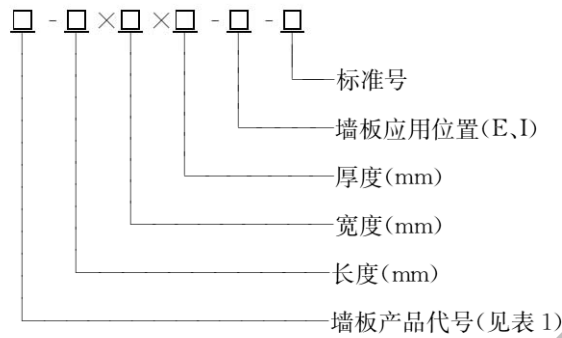 □-□×□×□-□-□
标准号
墙板应用位置(E、I)
厚度(mm)
宽度(mm)
长度(mm)
墙板产品代号(见表 1)